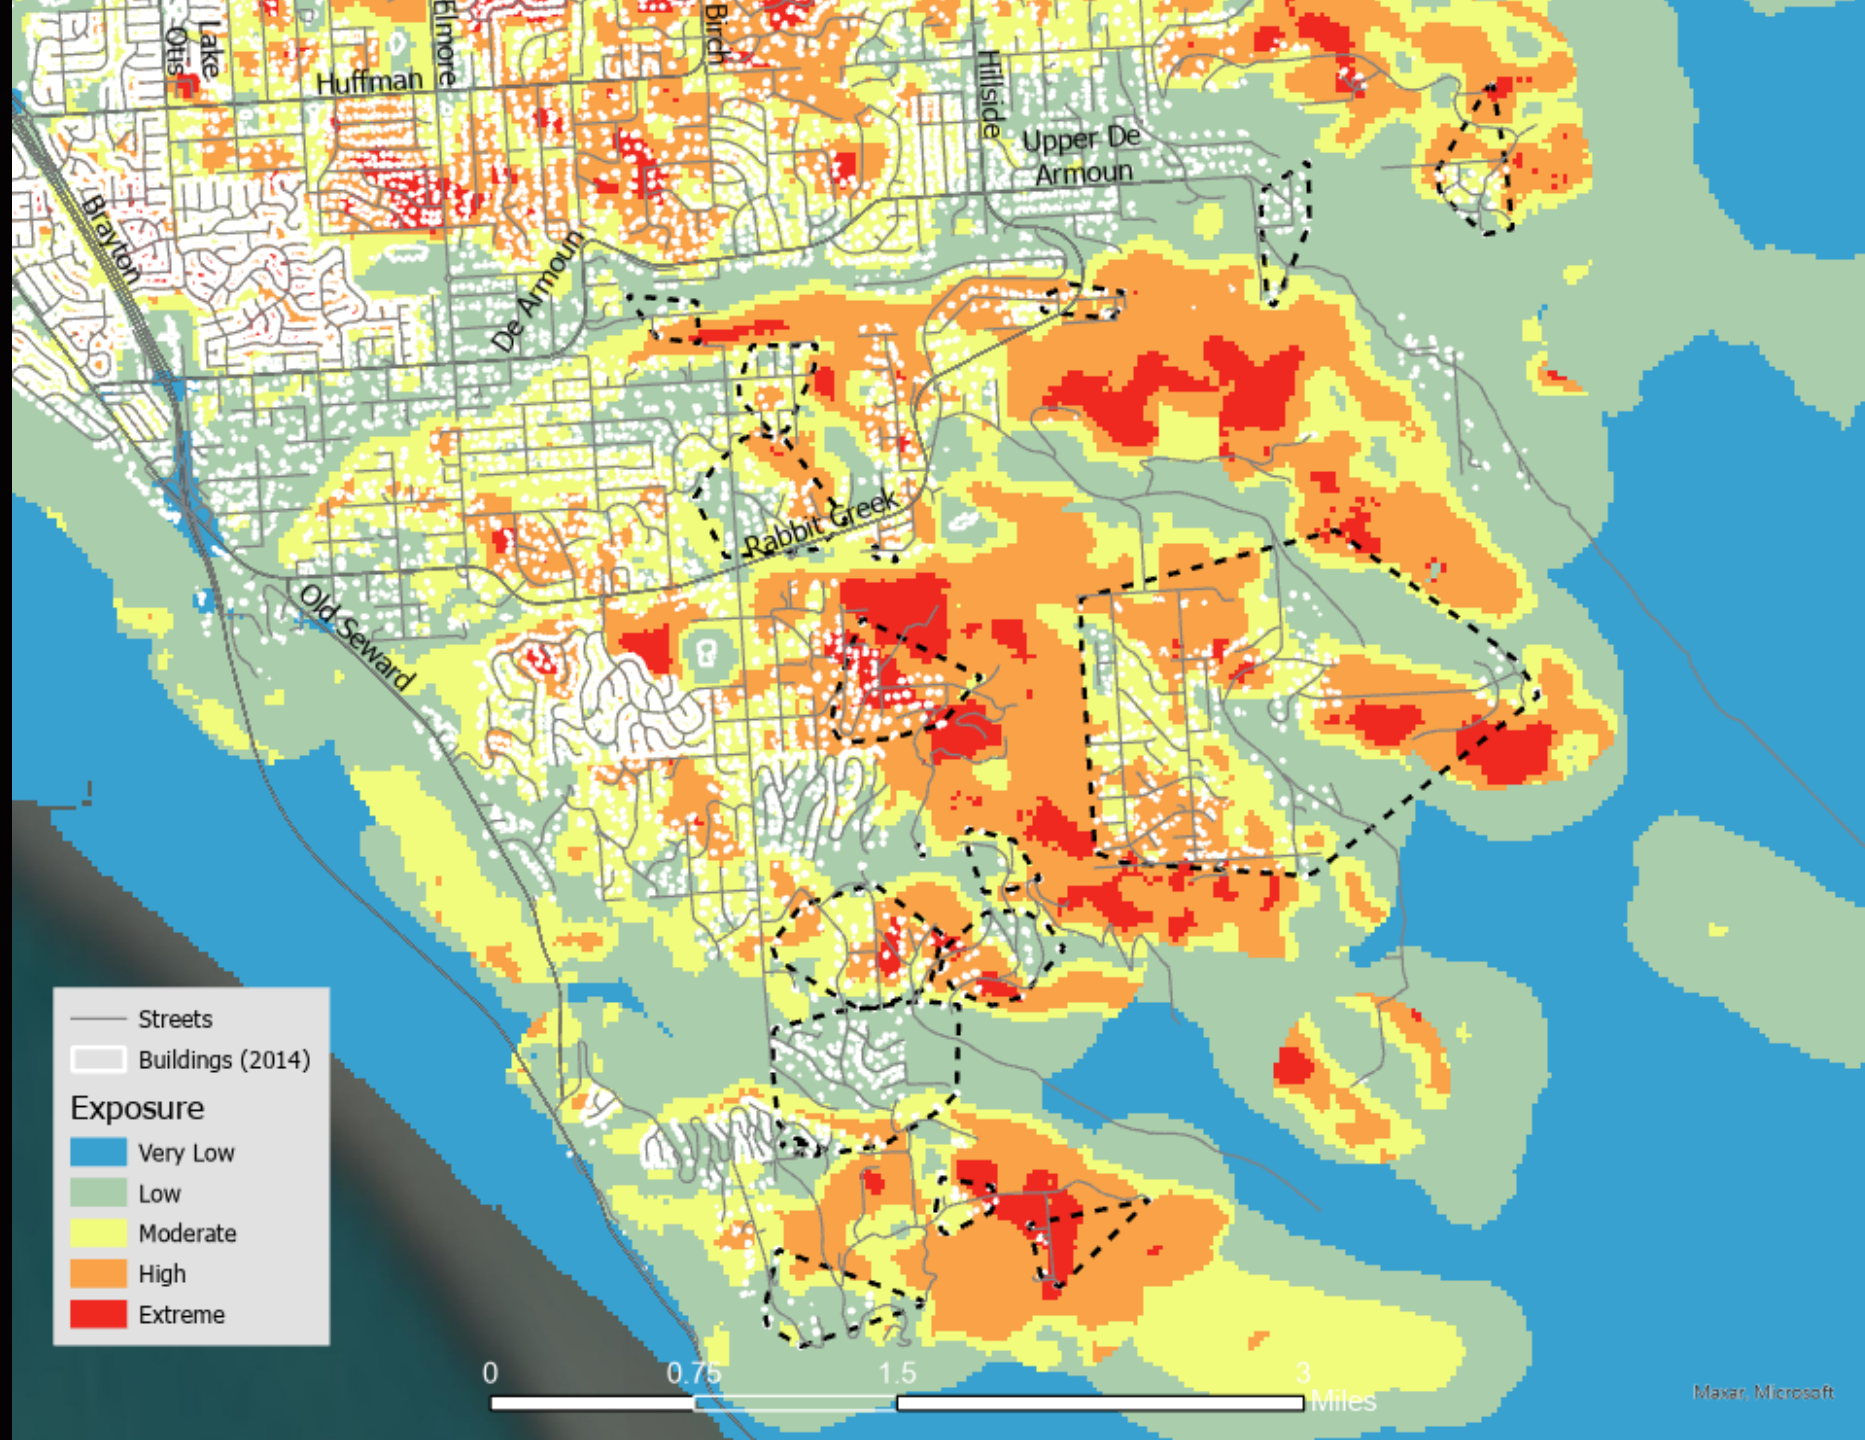 Lake
Otis
Elmore
Birch
Huffman
Hillside
Upper De
Armoun
Brayton
De Armoun
Rabbit Creek
Old Seward
Streets
Buildings (2014)
Exposure
Very Low
Low
Moderate
High
Extreme
0 0.75 1.5 3
Miles
Maxar, Microsoft